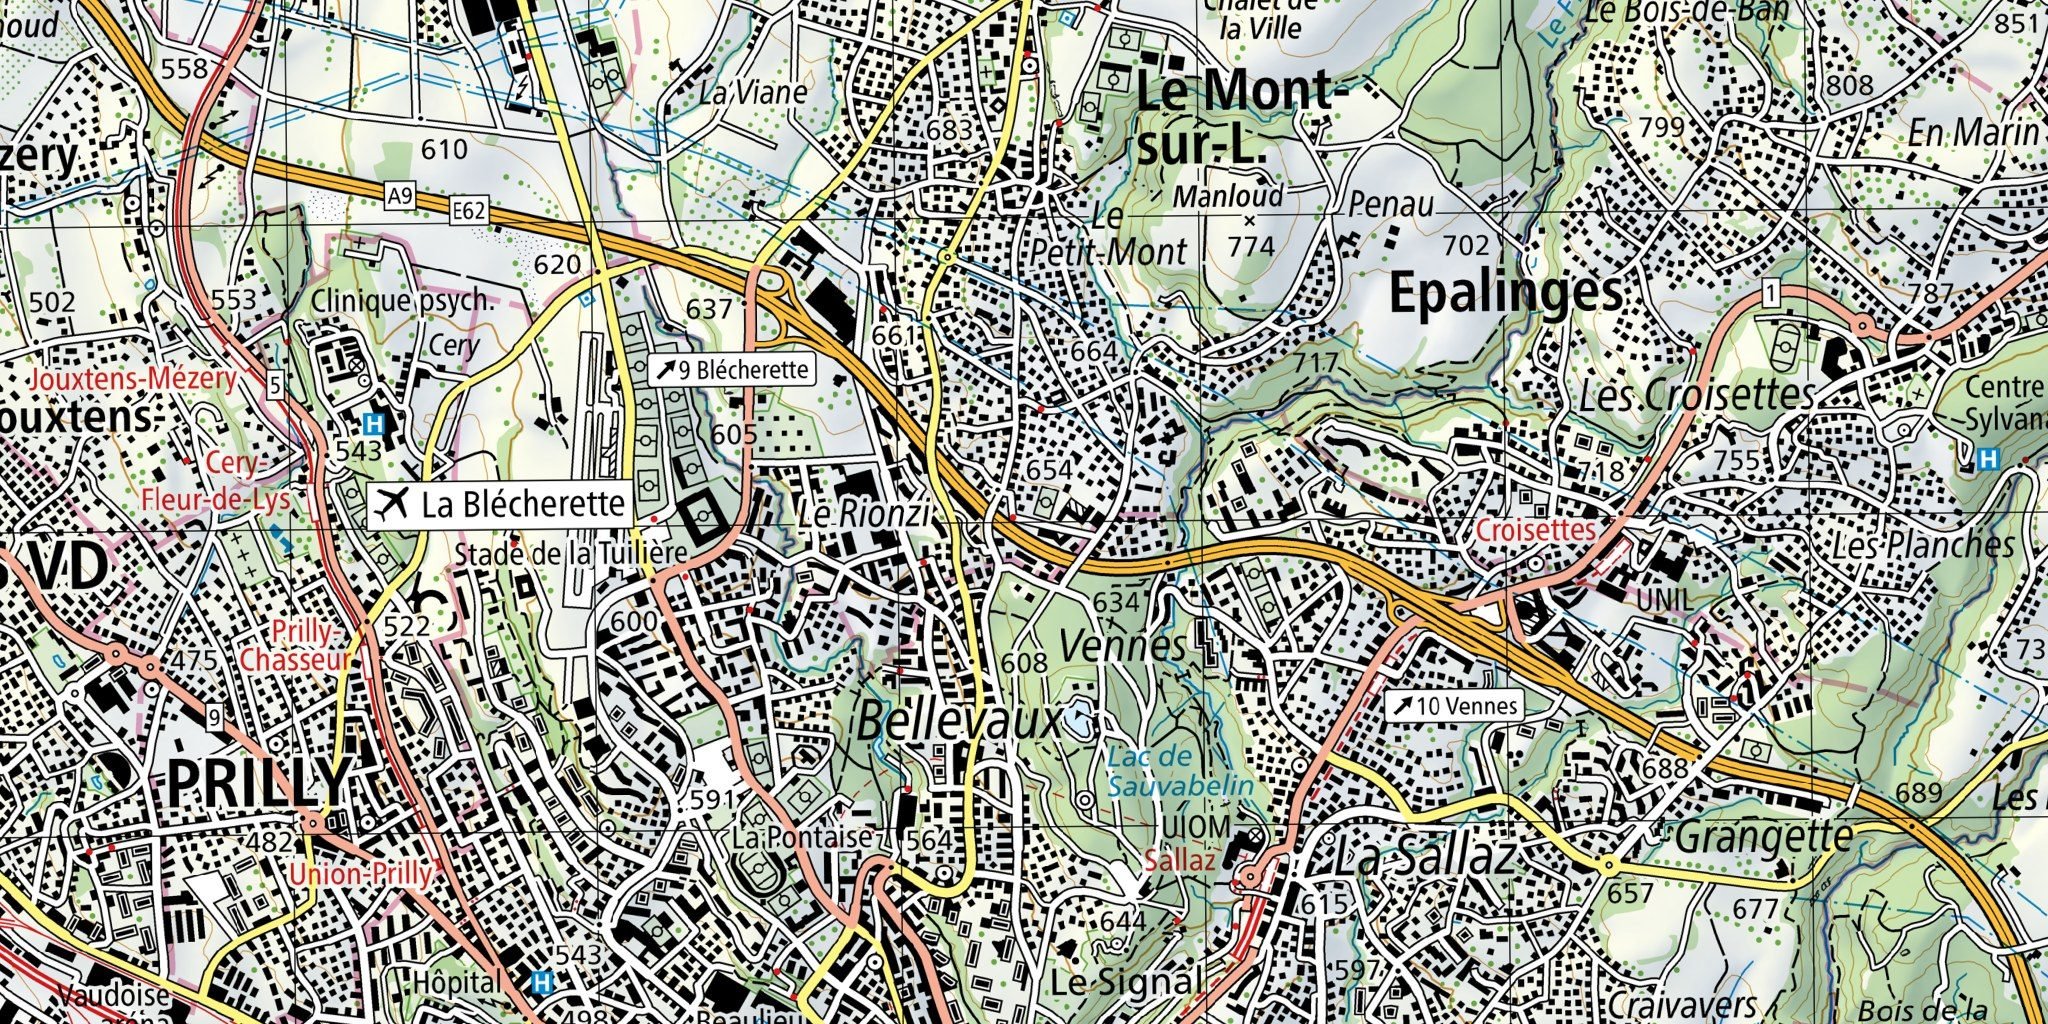 Chalet de
la Ville
Le Bois-de-Ban
851
558
La Viane
Le Mont-
sur-L.
808
683
799
En Marin
610
A9
E62
Manloud
774
Penau
Le
Petit-Mont
702
620
Epalinges
1
787
502
553
Clinique psych.
Cery
637
661
664
717
9 Blécherette
Jouxtens-Mézery
5
Les Croisettes
Centre
605
543
654
718
755
Cery-
Fleur-de-Lys
H
H
La Blécherette
Le Rionzi
Croisettes
Les Planches
VD
Stade de la Tuilière
634
UNIL
600
522
Prilly-
Chasseur
475
Vennes
608
9
10 Vennes
Bellevaux
Lac de
Sauvabelin
688
PRILLY
591
689
482
La Pontaise
564
UIOM
Sallaz
La Sallaz
Grangette
Union-Prilly
657
677
615
644
543
Hôpital
H
Le Signal
597
Vaudoise
aréna
498
Beaulieu
Craivavers
Bois de la